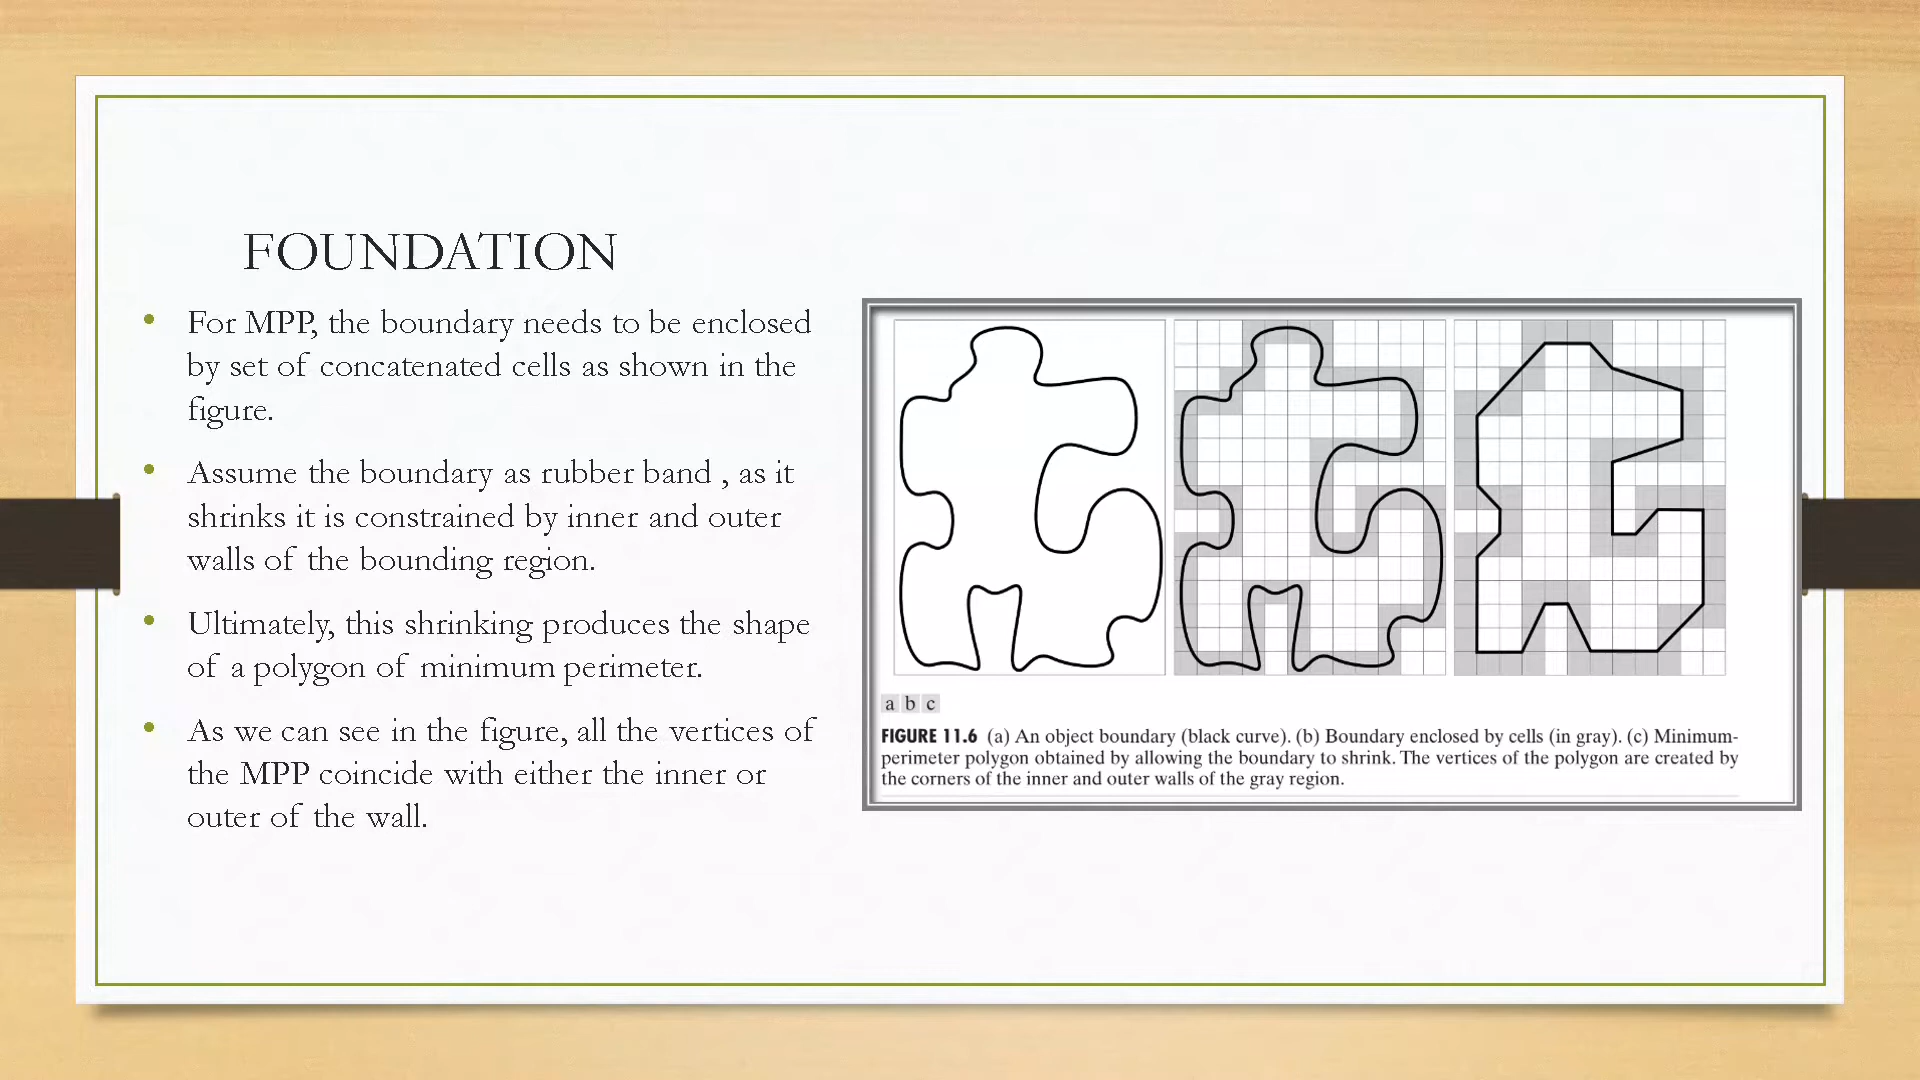 FOUNDATION
• For MPP, the boundary needs to be enclosed
by set of concatenated cells as shown in the
figure.
• Assume the boundary as rubber band , as it
shrinks it is constrained by inner and outer
walls of the bounding region.
• Ultimately, this shrinking produces the shape
of a polygon of minimum perimeter.
• As we can see in the figure, all the vertices of
the MPP coincide with either the inner or
outer of the wall.
a b c
FIGURE 11.6 (a) An object boundary (black curve). (b) Boundary enclosed by cells (in gray). (c) Minimum-
perimeter polygon obtained by allowing the boundary to shrink. The vertices of the polygon are created by
the corners of the inner and outer walls of the gray region.